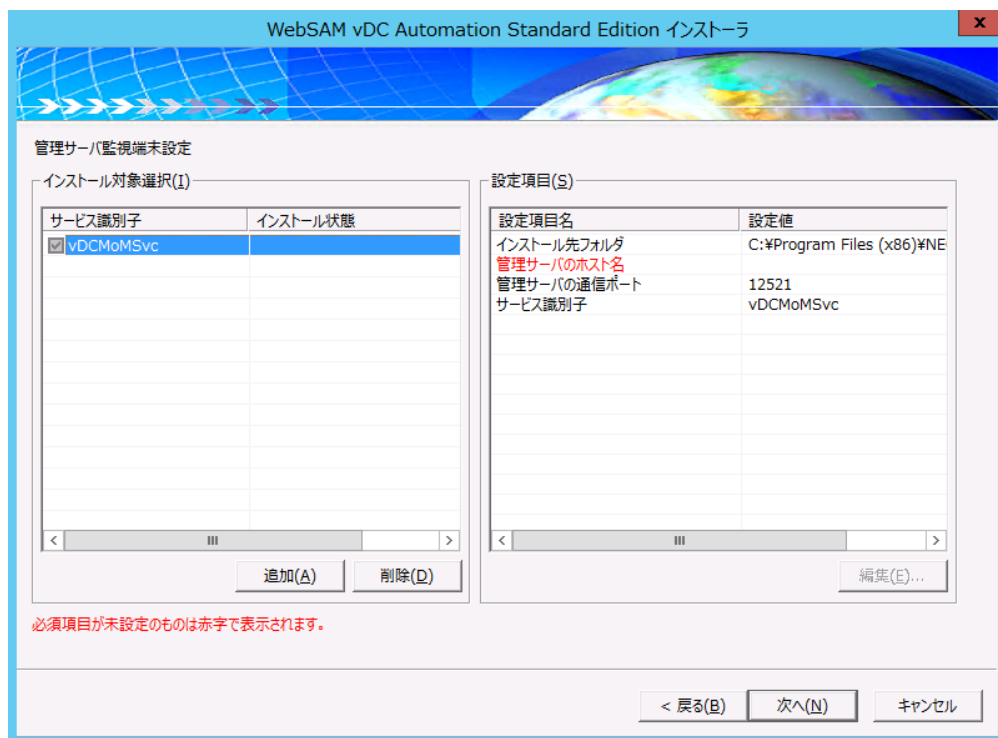 WebSAM vDC Automation Standard Edition インストーラ
x
管理サーバ監視端末設定
インストール対象選択(I)
設定項目(S)
サービス識別子 インストール状態
設定項目名 設定値
vDCMoMSvc
インストール先フォルダ C:¥Program Files (x86)¥NE
管理サーバのホスト名
管理サーバの通信ポート 12521
サービス識別子 vDCMoMSvc
追加(A) 削除(D)
編集(E)...
必須項目が未設定のものは赤字で表示されます。
< 戻る(B) 次へ(N) キャンセル